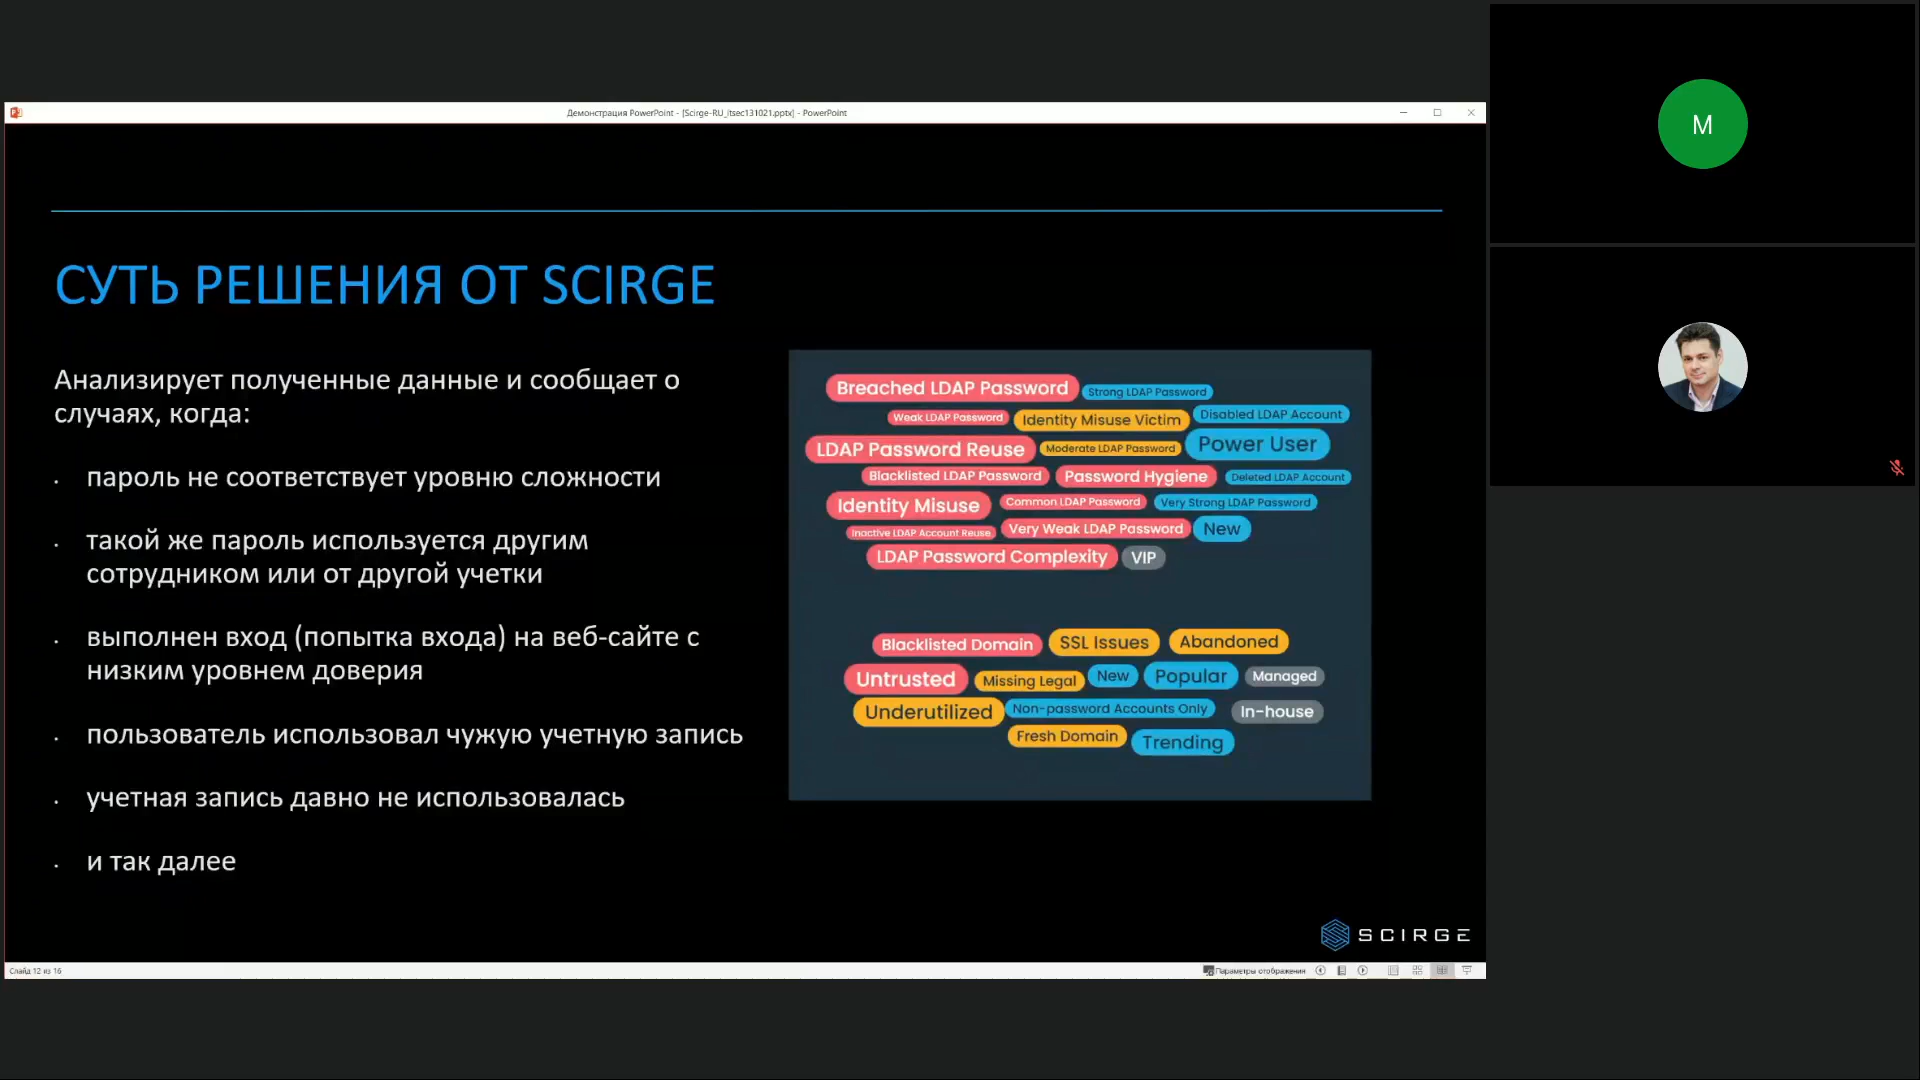 Демонстрация PowerPoint - [Scirge-RU_itsec131021.pptx] - PowerPoint
M
СУТЬ РЕШЕНИЯ ОТ SCIRGE
Анализирует полученные данные и сообщает о
случаях, когда:
пароль не соответствует уровню сложности
такой же пароль используется другим
сотрудником или от другой учетки
выполнен вход (попытка входа) на веб-сайте с
низким уровнем доверия
пользователь использовал чужую учетную запись
учетная запись давно не использовалась
и так далее
Breached LDAP Password Strong LDAP Password
Weak LDAP Password Identity Misuse Victim Disabled LDAP Account
LDAP Password Reuse Moderate LDAP Password Power User
Blacklisted LDAP Password Password Hygiene Deleted LDAP Account
Identity Misuse Common LDAP Password Very Strong LDAP Password
Inactive LDAP Account Reuse Very Weak LDAP Password New
LDAP Password Complexity VIP
Blacklisted Domain SSL Issues Abandoned
Untrusted Missing Legal New Popular Managed
Underutilized Non-password Accounts Only In-house
Fresh Domain Trending
SCIRGE
Слайд 12 из 16
Параметры отображения